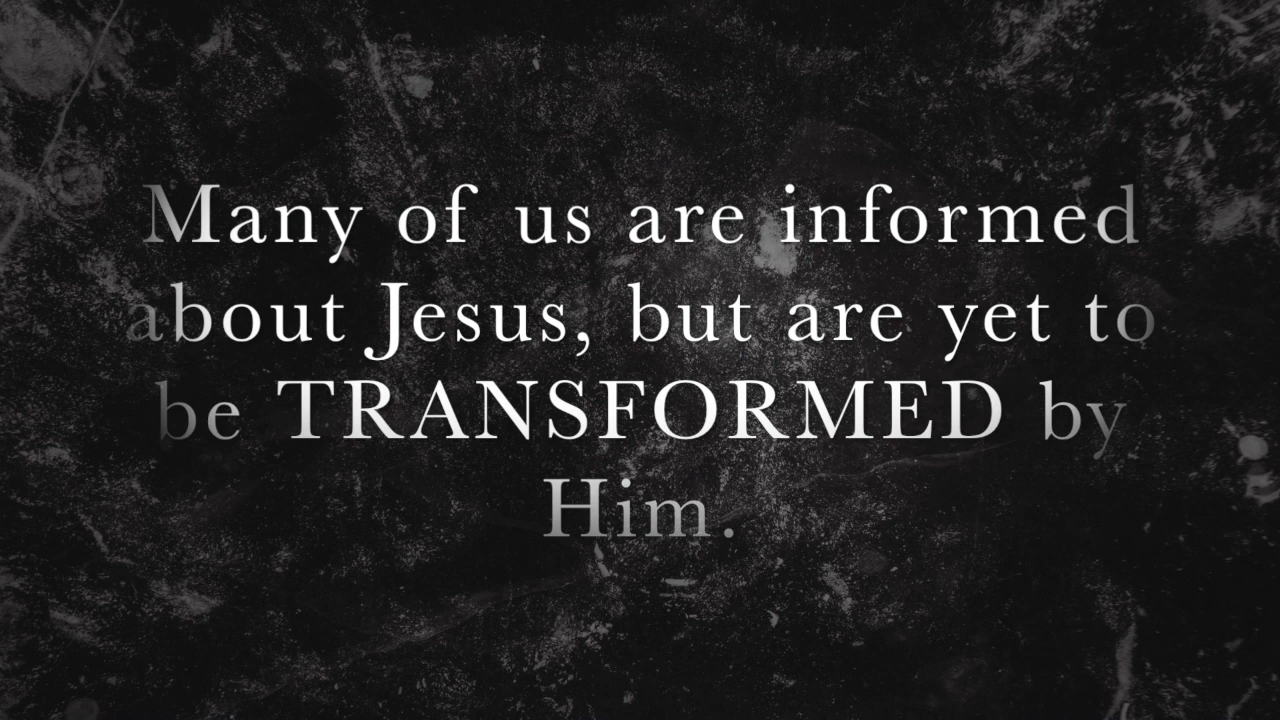 Many of us are informed
about Jesus, but are yet to
be TRANSFORMED by
Him.